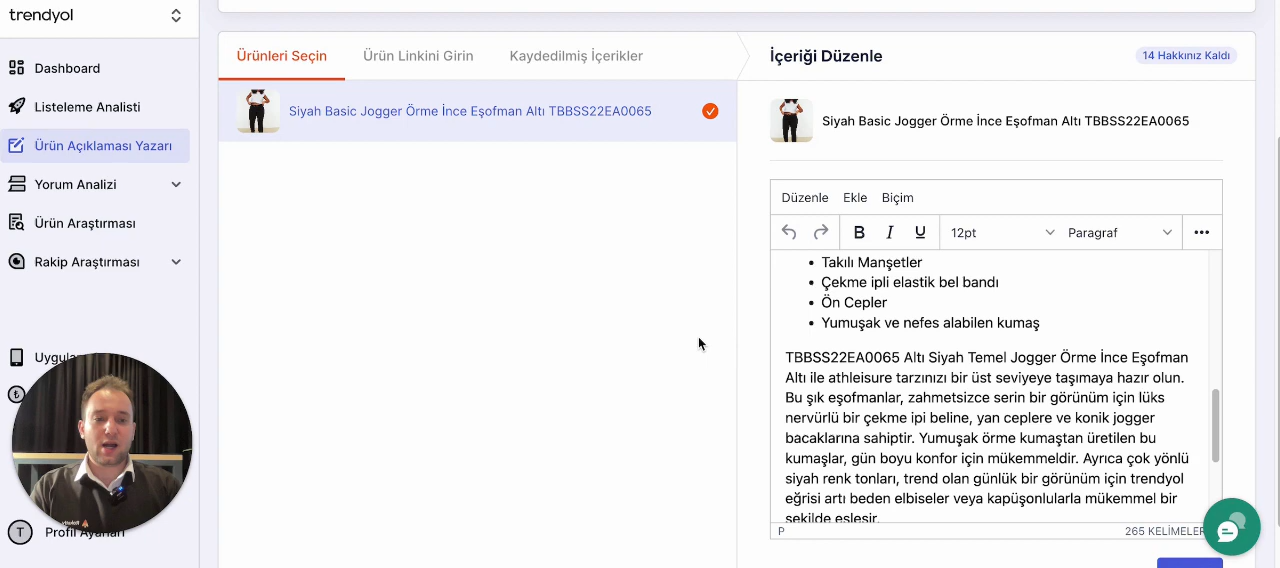 trendyol
Dashboard
Listeleme Analisti
Ürün Açıklaması Yazarı
Yorum Analizi
Ürün Araştırması
Rakip Araştırması
T
Profil Ayarları
Ürünleri Seçin
Ürün Linkini Girin
Kaydedilmiş İçerikler
Siyah Basic Jogger Örme İnce Eşofman Altı TBBSS22EA0065
İçeriği Düzenle
14 Hakkınız Kaldı
Siyah Basic Jogger Örme İnce Eşofman Altı TBBSS22EA0065
Düzenle Ekle Biçim
B I U 12pt Paragraf
Takılı Manşetler
Çekme ipli elastik bel bandı
Ön Cepler
Yumuşak ve nefes alabilen kumaş
TBBSS22EA0065 Altı Siyah Temel Jogger Örme İnce Eşofman
Altı ile athleisure tarzınızı bir üst seviyeye taşımaya hazır olun.
Bu şık eşofmanlar, zahmetsizce serin bir görünüm için lüks
nervürlü bir çekme ipi beline, yan ceplere ve konik jogger
bacaklarına sahiptir. Yumuşak örme kumaştan üretilen bu
kumaşlar, gün boyu konfor için mükemmeldir. Ayrıca çok yönlü
siyah renk tonları, trend olan günlük bir görünüm için trendyol
eğrisi artı beden elbiseler veya kapüşonlularla mükemmel bir
şekilde eşleşir.
P
265 KELİMELER